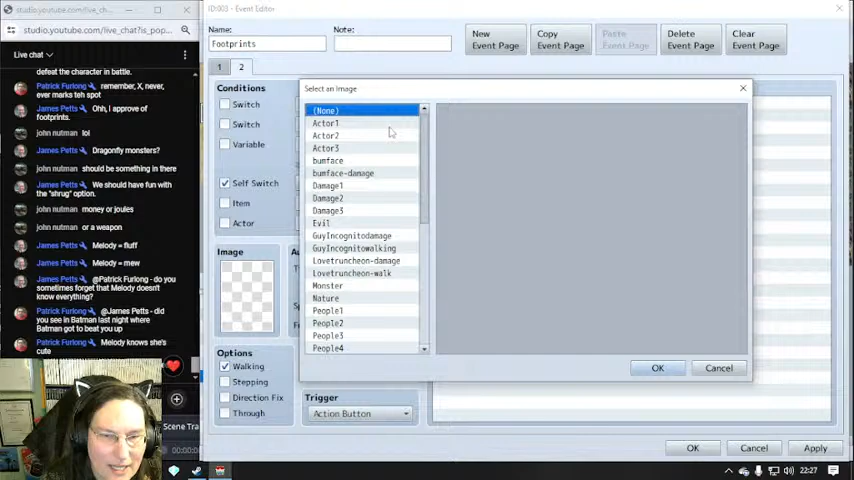 studio.youtube.com/live_chat?is_pop...
studio.youtube.com/live_chat?is_p...
Live chat
defeat the character in battle.
Patrick Furlong remember, X, never,
ever marks teh spot
James Petts Ohh, I approve of
footprints.
john nutman lol
James Petts Dragonfly monsters?
john nutman should be something in there
James Petts We should have fun with
the "shrug" option.
john nutman money or joules
john nutman or a weapon
James Petts Melody = fluff
James Petts Melody = mew
James Petts @Patrick Furlong - do you
sometimes forget that Melody doesn't
know everything?
Patrick Furlong @James Petts - did
you see in Batman last night where
Batman got to beat you up
Patrick Furlong Melody knows she's
cute
Scene Tra
ID:003 - Event Editor
Name:
Footprints
Note:
New
Event Page
Copy
Event Page
Paste
Event Page
Delete
Event Page
Clear
Event Page
1
2
Conditions
Switch
Switch
Variable
Self Switch
Item
Actor
Image
Options
Walking
Stepping
Direction Fix
Through
Trigger
Action Button
Select an Image
(None)
Actor1
Actor2
Actor3
bumface
bumface-damage
Damage1
Damage2
Damage3
Evil
GuyIncognitodamage
GuyIncognitowalking
Lovetruncheon-damage
Lovetruncheon-walk
Monster
Nature
People1
People2
People3
People4
OK
Cancel
OK
Cancel
Apply
22:27